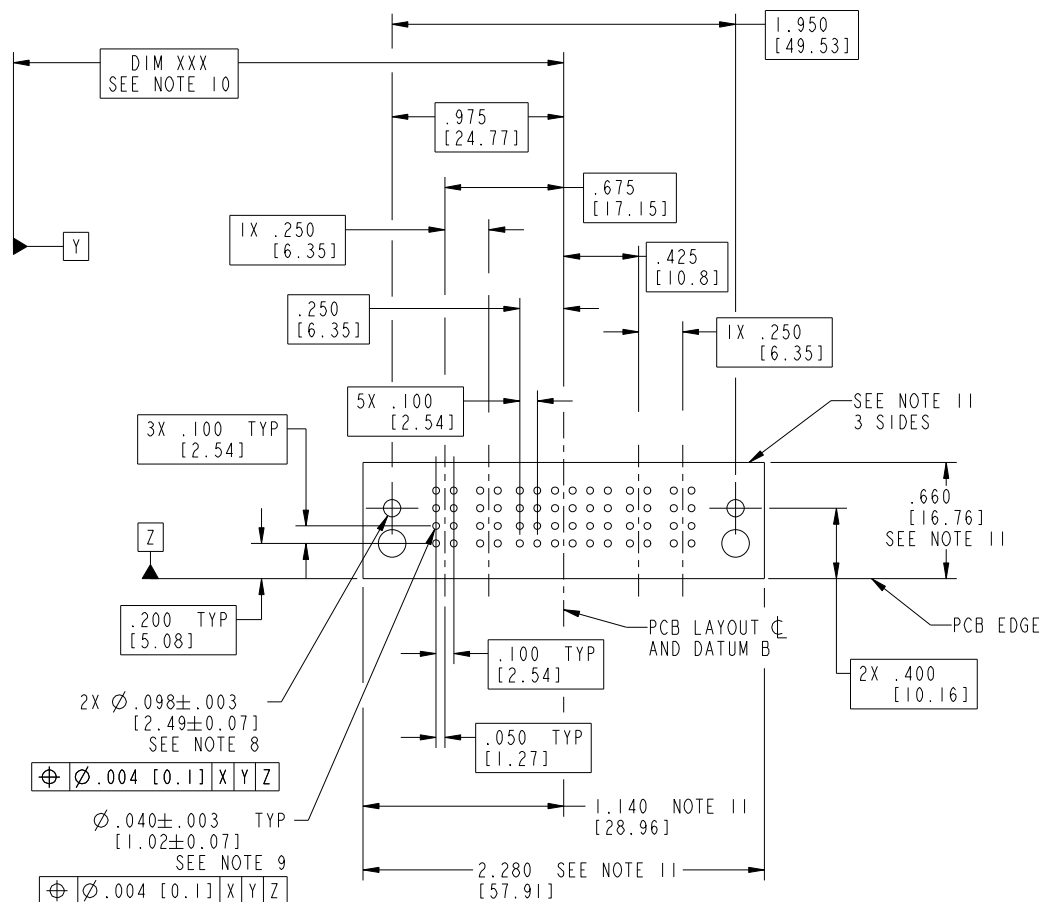 1.950
[49.53]
DIM XXX
SEE NOTE 10
.975
[24.77]
.675
[17.15]
1X .250
[6.35]
Y
.425
[10.8]
.250
[6.35]
1X .250
[6.35]
5X .100
[2.54]
SEE NOTE 11
3 SIDES
3X .100 TYP
[2.54]
.660
[16.76]
SEE NOTE 11
Z
.200 TYP
[5.08]
PCB LAYOUT ℄
AND DATUM B
PCB EDGE
.100 TYP
[2.54]
2X .400
[10.16]
2X Ø.098±.003
[2.49±0.07]
SEE NOTE 8
⌖ Ø.004 [0.1] X Y Z
.050 TYP
[1.27]
Ø.040±.003 TYP
[1.02±0.07]
SEE NOTE 9
⌖ Ø.004 [0.1] X Y Z
1.140 NOTE 11
[28.96]
2.280 SEE NOTE 11
[57.91]